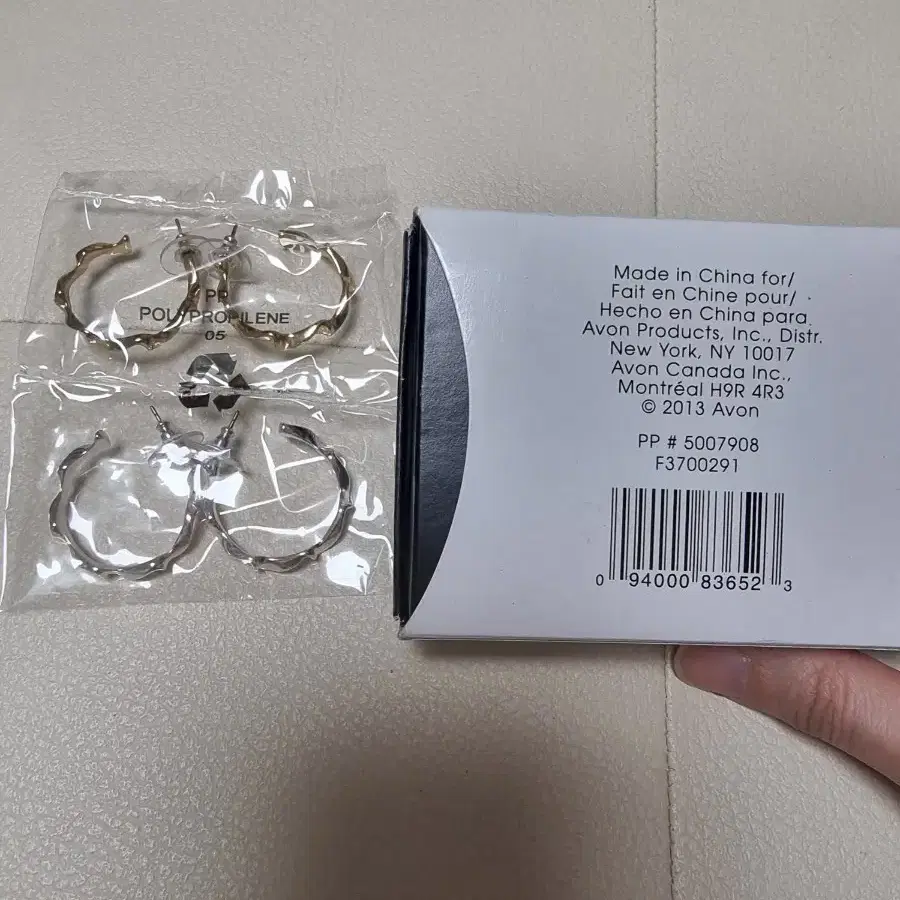 PP
POLYPROPILENE
05
Made in China for/
Fait en Chine pour/
Hecho en China para
Avon Products, Inc., Distr.
New York, NY 10017
Avon Canada Inc.,
Montréal H9R 4R3
© 2013 Avon
PP # 5007908
F3700291
0 94000 83652 3